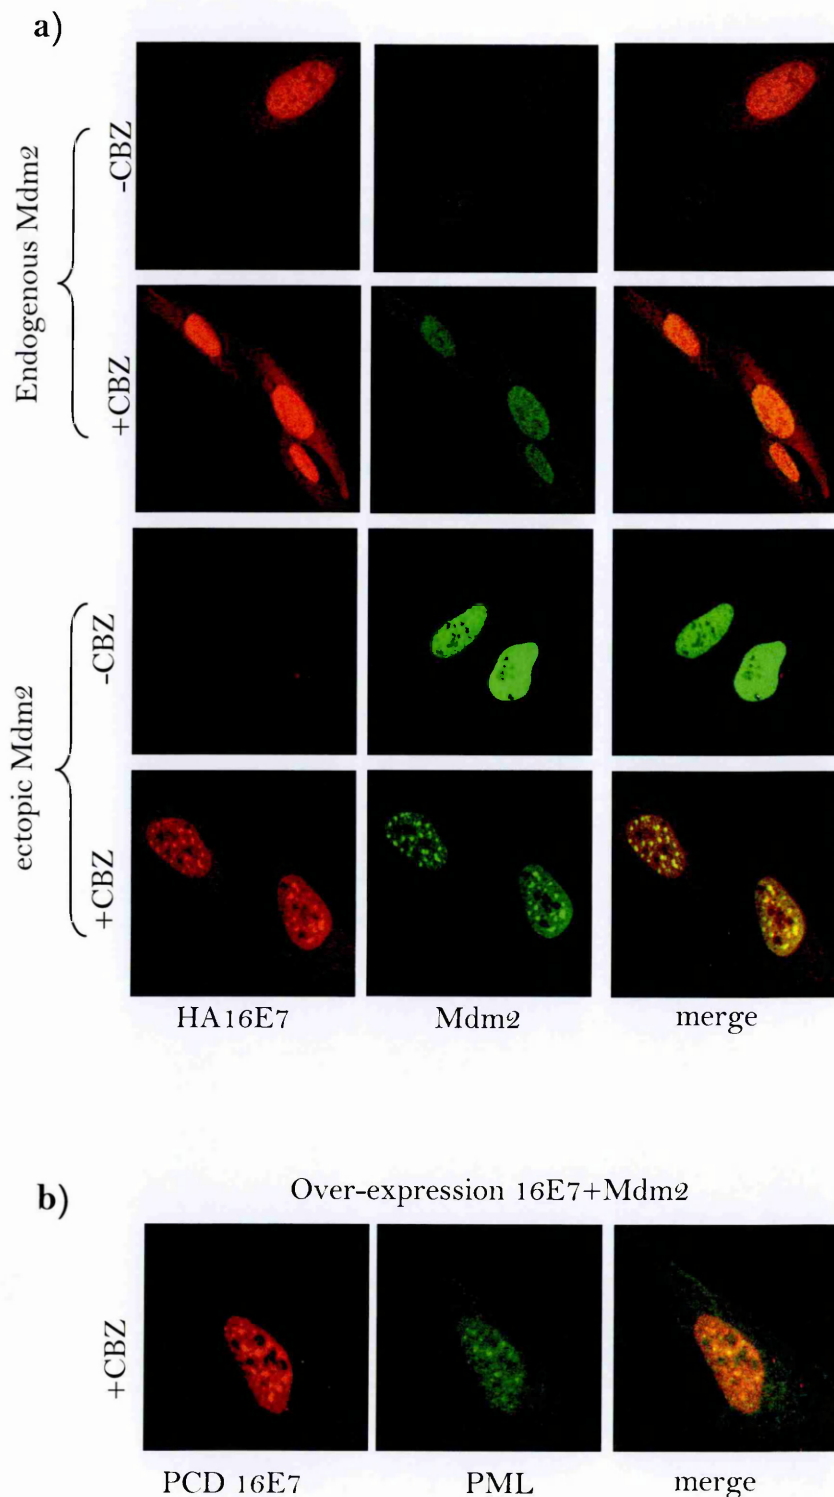 a)
Endogenous Mdm2
-CBZ
+CBZ
ectopic Mdm2
-CBZ
+CBZ
HA16E7 Mdm2 merge
b)
Over-expression 16E7+Mdm2
+CBZ
PCD 16E7 PML merge